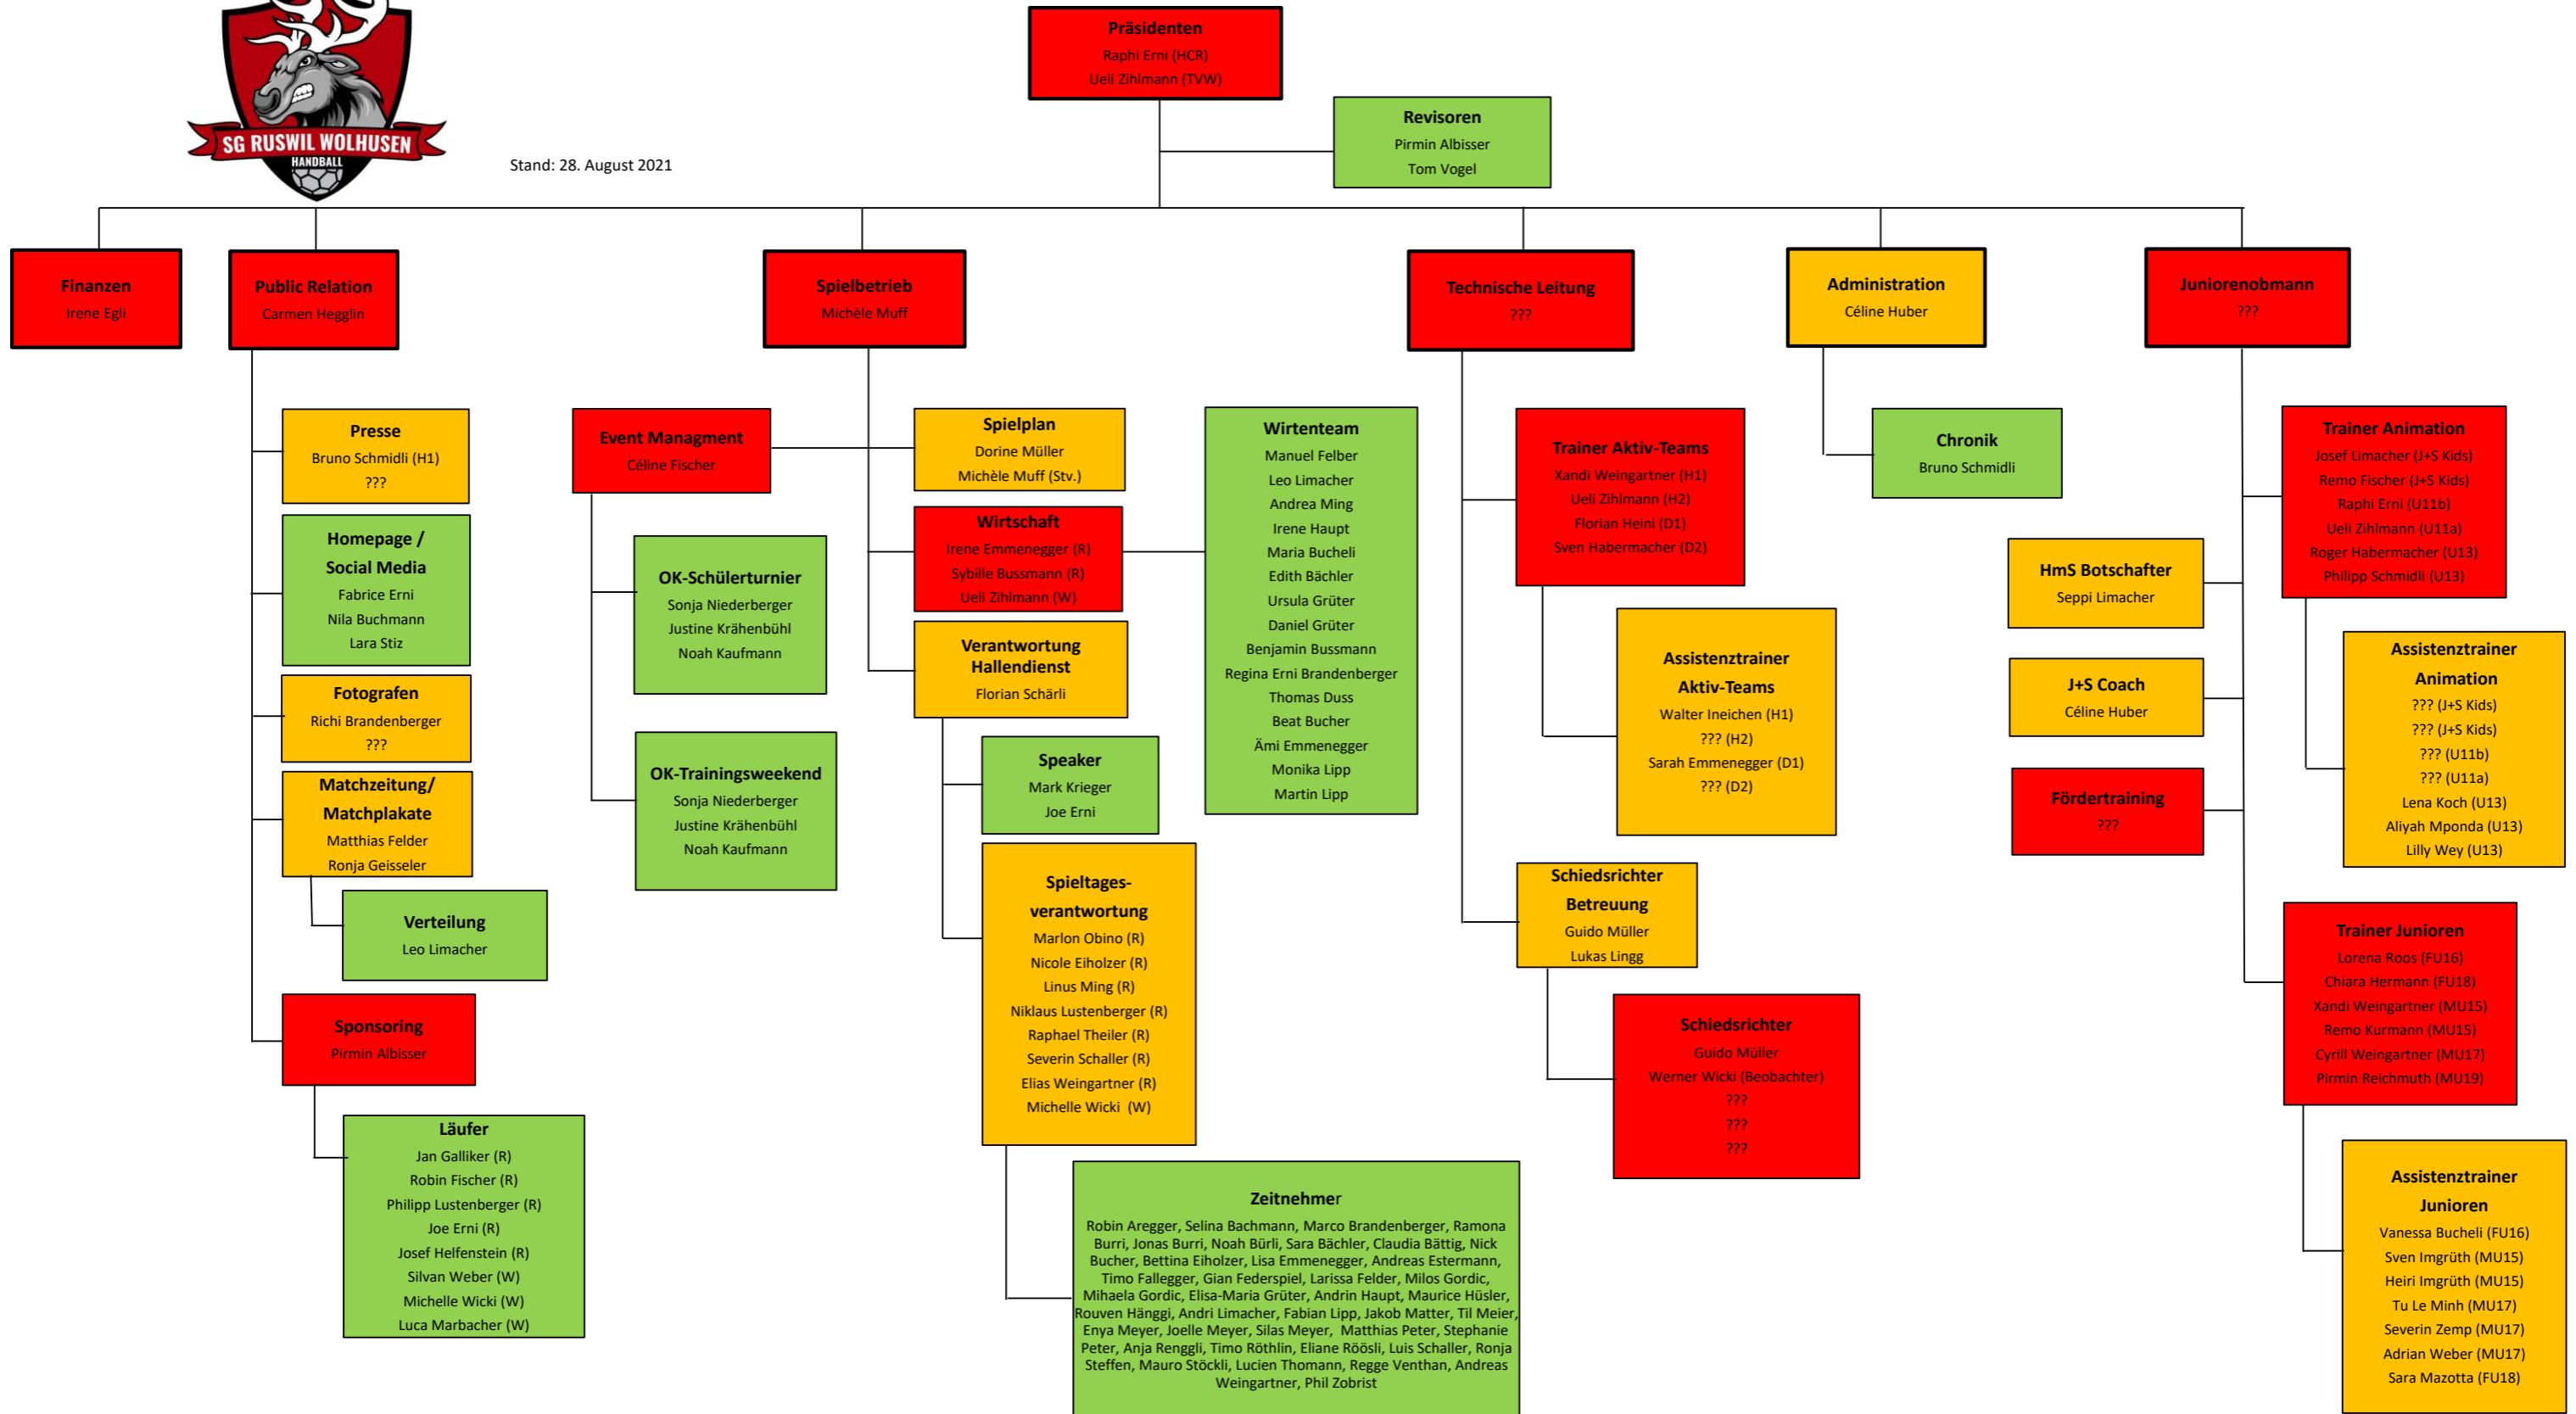 SG RUSWIL WOLHUSEN
HANDBALL
Stand: 28. August 2021
Präsidenten
Raphi Erni (HCR)
Ueli Zihlmann (TVW)
Revisoren
Pirmin Albisser
Tom Vogel
Finanzen
Irene Egli
Public Relation
Carmen Hegglin
Spielbetrieb
Michèle Muff
Technische Leitung
???
Administration
Céline Huber
Juniorenobmann
???
Presse
Bruno Schmidli (H1)
???
Homepage /
Social Media
Fabrice Erni
Nila Buchmann
Lara Stiz
Fotografen
Richi Brandenberger
???
Matchzeitung/
Matchplakate
Matthias Felder
Ronja Geisseler
Verteilung
Leo Limacher
Sponsoring
Pirmin Albisser
Läufer
Jan Galliker (R)
Robin Fischer (R)
Philipp Lustenberger (R)
Joe Erni (R)
Josef Helfenstein (R)
Silvan Weber (W)
Michelle Wicki (W)
Luca Marbacher (W)
Event Managment
Céline Fischer
OK-Schülerturnier
Sonja Niederberger
Justine Krähenbühl
Noah Kaufmann
OK-Trainingsweekend
Sonja Niederberger
Justine Krähenbühl
Noah Kaufmann
Spielplan
Dorine Müller
Michèle Muff (Stv.)
Wirtschaft
Irene Emmenegger (R)
Sybille Bussmann (R)
Ueli Zihlmann (W)
Verantwortung
Hallendienst
Florian Schärli
Speaker
Mark Krieger
Joe Erni
Spieltages-
verantwortung
Marlon Obino (R)
Nicole Eiholzer (R)
Linus Ming (R)
Niklaus Lustenberger (R)
Raphael Theiler (R)
Severin Schaller (R)
Elias Weingartner (R)
Michelle Wicki  (W)
Zeitnehmer
Robin Aregger, Selina Bachmann, Marco Brandenberger, Ramona
Burri, Jonas Burri, Noah Bürli, Sara Bächler, Claudia Bättig, Nick
Bucher, Bettina Eiholzer, Lisa Emmenegger, Andreas Estermann,
Timo Fallegger, Gian Federspiel, Larissa Felder, Milos Gordic,
Mihaela Gordic, Elisa-Maria Grüter, Andrin Haupt, Maurice Hüsler,
Rouven Hänggi, Andri Limacher, Fabian Lipp, Jakob Matter, Til Meier,
Enya Meyer, Joelle Meyer, Silas Meyer,  Matthias Peter, Stephanie
Peter, Anja Renggli, Timo Röthlin, Eliane Röösli, Luis Schaller, Ronja
Steffen, Mauro Stöckli, Lucien Thomann, Regge Venthan, Andreas
Weingartner, Phil Zobrist
Wirtenteam
Manuel Felber
Leo Limacher
Andrea Ming
Irene Haupt
Maria Bucheli
Edith Bächler
Ursula Grüter
Daniel Grüter
Benjamin Bussmann
Regina Erni Brandenberger
Thomas Duss
Beat Bucher
Ämi Emmenegger
Monika Lipp
Martin Lipp
Trainer Aktiv-Teams
Xandi Weingartner (H1)
Ueli Zihlmann (H2)
Florian Heini (D1)
Sven Habermacher (D2)
Assistenztrainer
Aktiv-Teams
Walter Ineichen (H1)
??? (H2)
Sarah Emmenegger (D1)
??? (D2)
Schiedsrichter
Betreuung
Guido Müller
Lukas Lingg
Schiedsrichter
Guido Müller
Werner Wicki (Beobachter)
???
???
???
Chronik
Bruno Schmidli
HmS Botschafter
Seppi Limacher
J+S Coach
Céline Huber
Fördertraining
???
Trainer Animation
Josef Limacher (J+S Kids)
Remo Fischer (J+S Kids)
Raphi Erni (U11b)
Ueli Zihlmann (U11a)
Roger Habermacher (U13)
Philipp Schmidli (U13)
Assistenztrainer
Animation
??? (J+S Kids)
??? (J+S Kids)
??? (U11b)
??? (U11a)
Lena Koch (U13)
Aliyah Mponda (U13)
Lilly Wey (U13)
Trainer Junioren
Lorena Roos (FU16)
Chiara Hermann (FU18)
Xandi Weingartner (MU15)
Remo Kurmann (MU15)
Cyrill Weingartner (MU17)
Pirmin Reichmuth (MU19)
Assistenztrainer
Junioren
Vanessa Bucheli (FU16)
Sven Imgrüth (MU15)
Heiri Imgrüth (MU15)
Tu Le Minh (MU17)
Severin Zemp (MU17)
Adrian Weber (MU17)
Sara Mazotta (FU18)